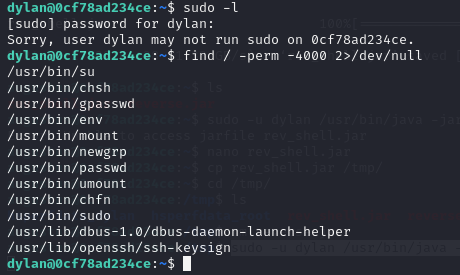 dylan@0cf78ad234ce:~$ sudo -l
[sudo] password for dylan:
Sorry, user dylan may not run sudo on 0cf78ad234ce.
dylan@0cf78ad234ce:~$ find / -perm -4000 2>/dev/null
/usr/bin/su
/usr/bin/chsh
/usr/bin/gpasswd
/usr/bin/env
/usr/bin/mount
/usr/bin/newgrp
/usr/bin/passwd
/usr/bin/umount
/usr/bin/chfn
/usr/bin/sudo
/usr/lib/dbus-1.0/dbus-daemon-launch-helper
/usr/lib/openssh/ssh-keysign
dylan@0cf78ad234ce:~$